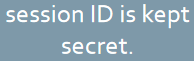 session ID is kept
secret.